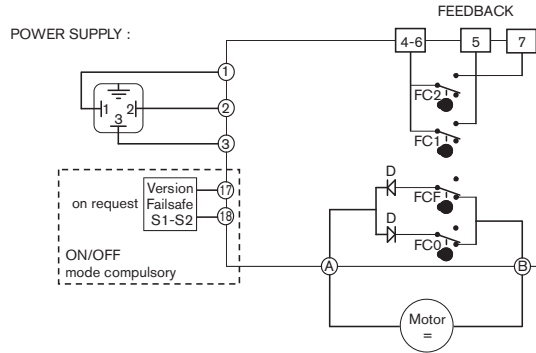 FEEDBACK
POWER SUPPLY :
4-6 5 7
1
1 2
2
3
3
FC2
FC1
on request
Version
Failsafe
S1-S2
17
18
ON/OFF
mode compulsory
D
FCF
D
FC0
A
B
Motor
=